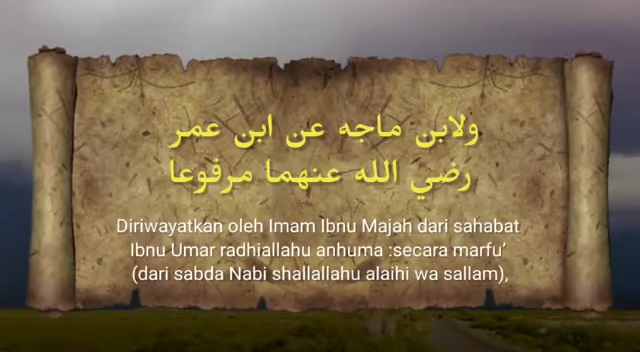 ولابن ماجه عن ابن عمر
رضي الله عنهما مرفوعا
Diriwayatkan oleh Imam Ibnu Majah dari sahabat
Ibnu Umar radhiallahu anhuma :secara marfu’
(dari sabda Nabi shallallahu alaihi wa sallam),